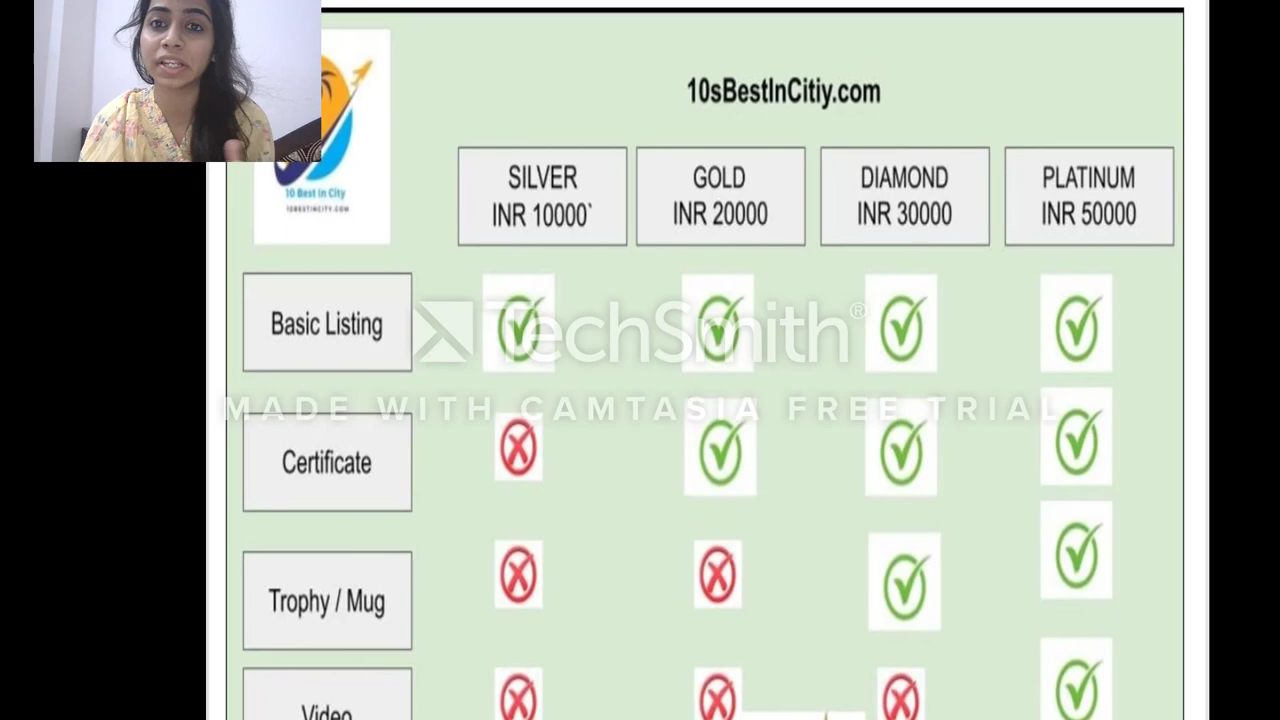 10sBestInCitiy.com
10 Best In City
10BESTINCITY.COM
SILVER
INR 10000`
GOLD
INR 20000
DIAMOND
INR 30000
PLATINUM
INR 50000
Basic Listing
TechSmith®
MADE WITH CAMTASIA FREE TRIAL
Certificate
Trophy / Mug
Video